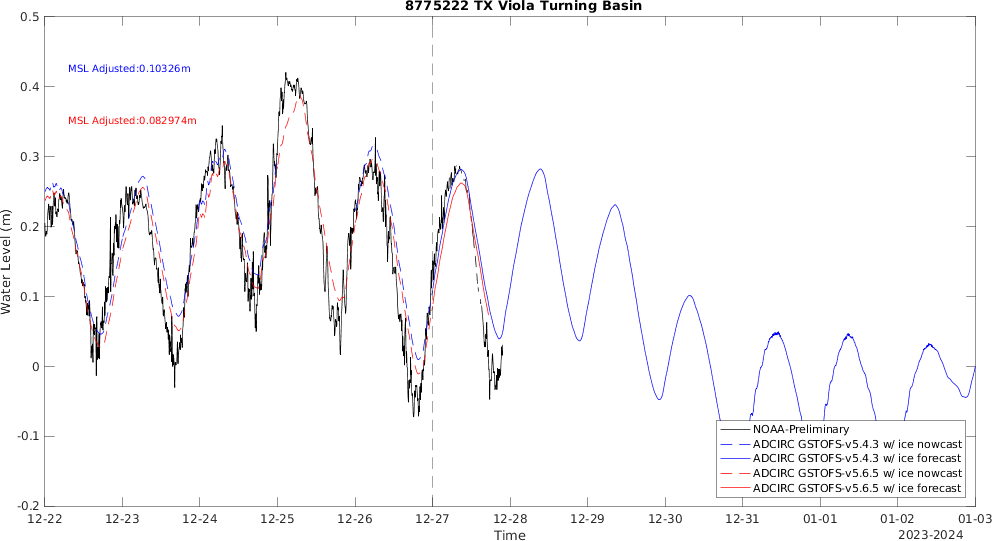 8775222 TX Viola Turning Basin
0.5
MSL Adjusted:0.10326m
0.4
MSL Adjusted:0.082974m
0.3
0.2
Water Level (m)
0.1
0
-0.1
NOAA-Preliminary
ADCIRC GSTOFS-v5.4.3 w/ ice nowcast
ADCIRC GSTOFS-v5.4.3 w/ ice forecast
ADCIRC GSTOFS-v5.6.5 w/ ice nowcast
ADCIRC GSTOFS-v5.6.5 w/ ice forecast
-0.2
12-22 12-23 12-24 12-25 12-26 12-27 12-28 12-29 12-30 12-31 01-01 01-02 01-03
Time
2023-2024